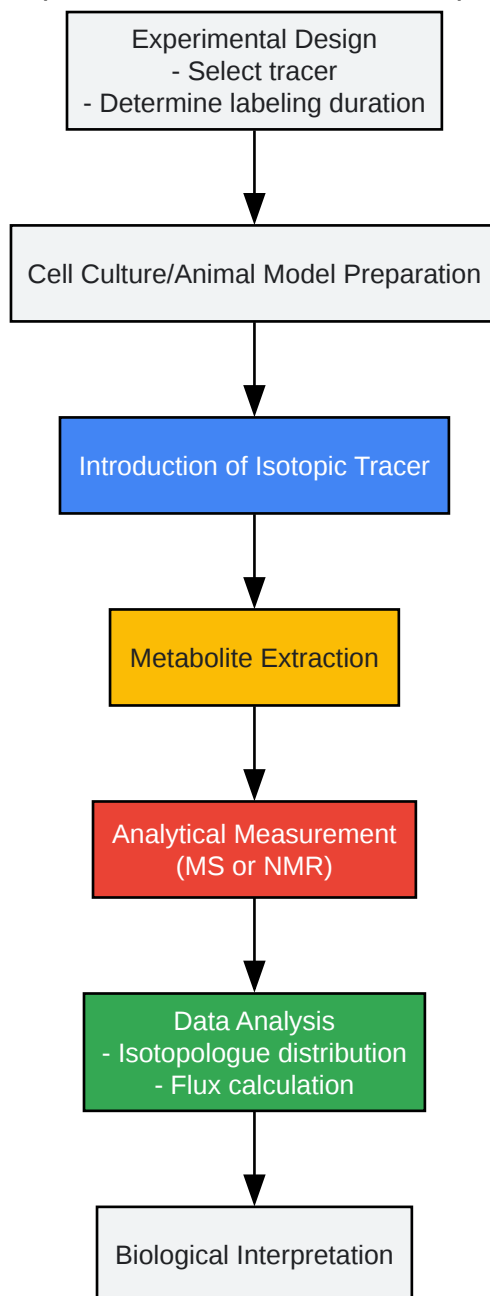 Experimental Design
- Select tracer
- Determine labeling duration
Cell Culture/Animal Model Preparation
Introduction of Isotopic Tracer
Metabolite Extraction
Analytical Measurement
(MS or NMR)
Data Analysis
- Isotopologue distribution
- Flux calculation
Biological Interpretation